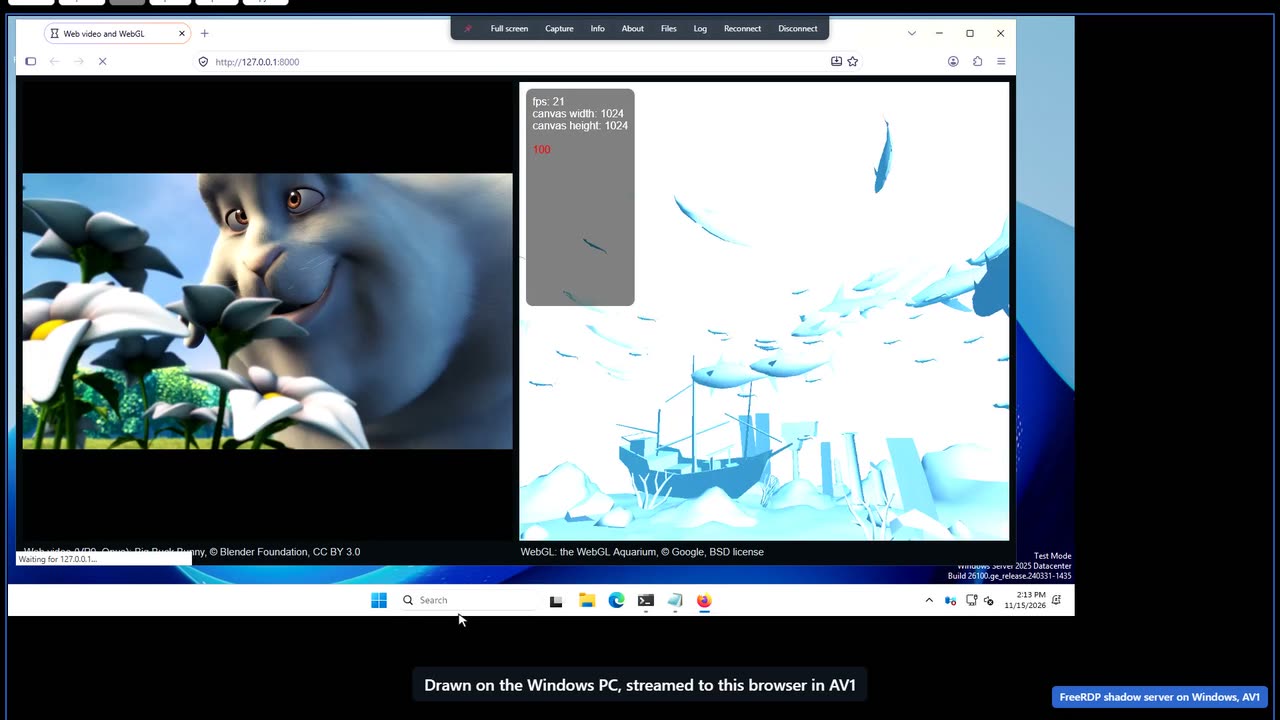 Web video and WebGL
Full screen
Capture
Info
About
Files
Log
Reconnect
Disconnect
http://127.0.0.1:8000
fps: 21
canvas width: 1024
canvas height: 1024
100
Bunny, © Blender Foundation, CC BY 3.0
Waiting for 127.0.0.1...
WebGL: the WebGL Aquarium, © Google, BSD license
Test Mode
Windows Server 2025 Datacenter
Build 26100.ge_release.240331-1435
Search
2:13 PM
11/15/2026
Drawn on the Windows PC, streamed to this browser in AV1
FreeRDP shadow server on Windows, AV1